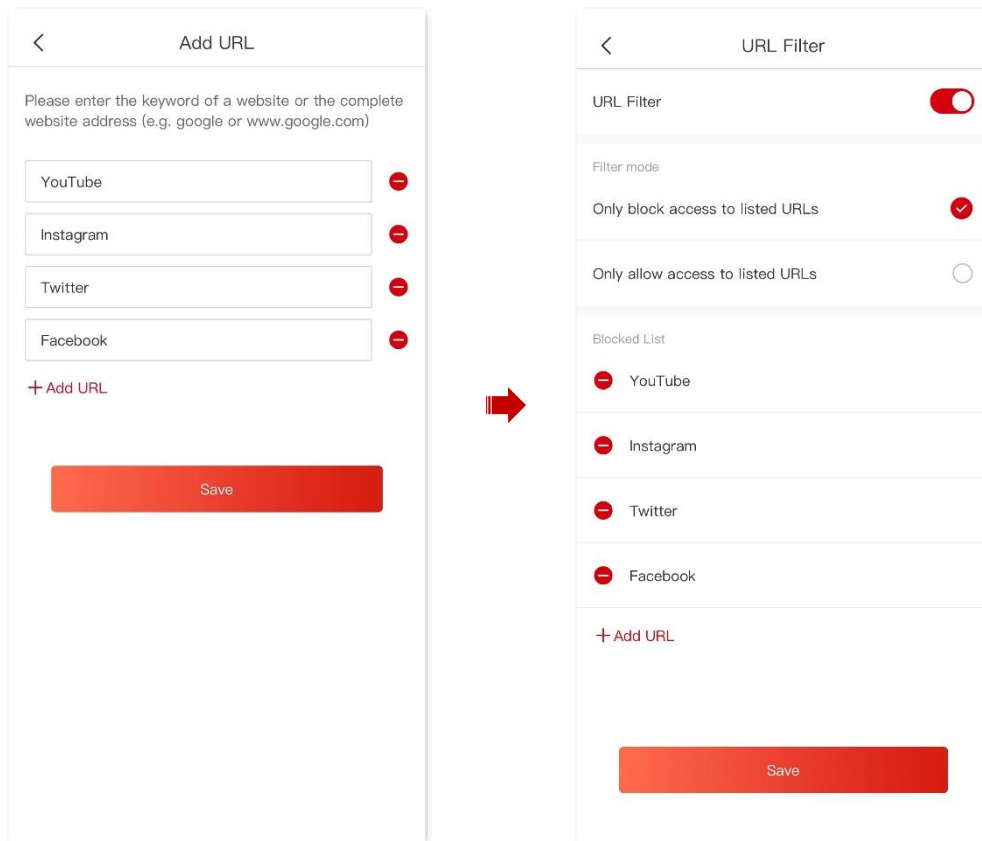 Add URL
Please enter the keyword of a website or the complete
website address (e.g. google or www.google.com)
YouTube
Instagram
Twitter
Facebook
+Add URL
Save
URL Filter
URL Filter
Filter mode
Only block access to listed URLs
Only allow access to listed URLs
Blocked List
YouTube
Instagram
Twitter
Facebook
+Add URL
Save